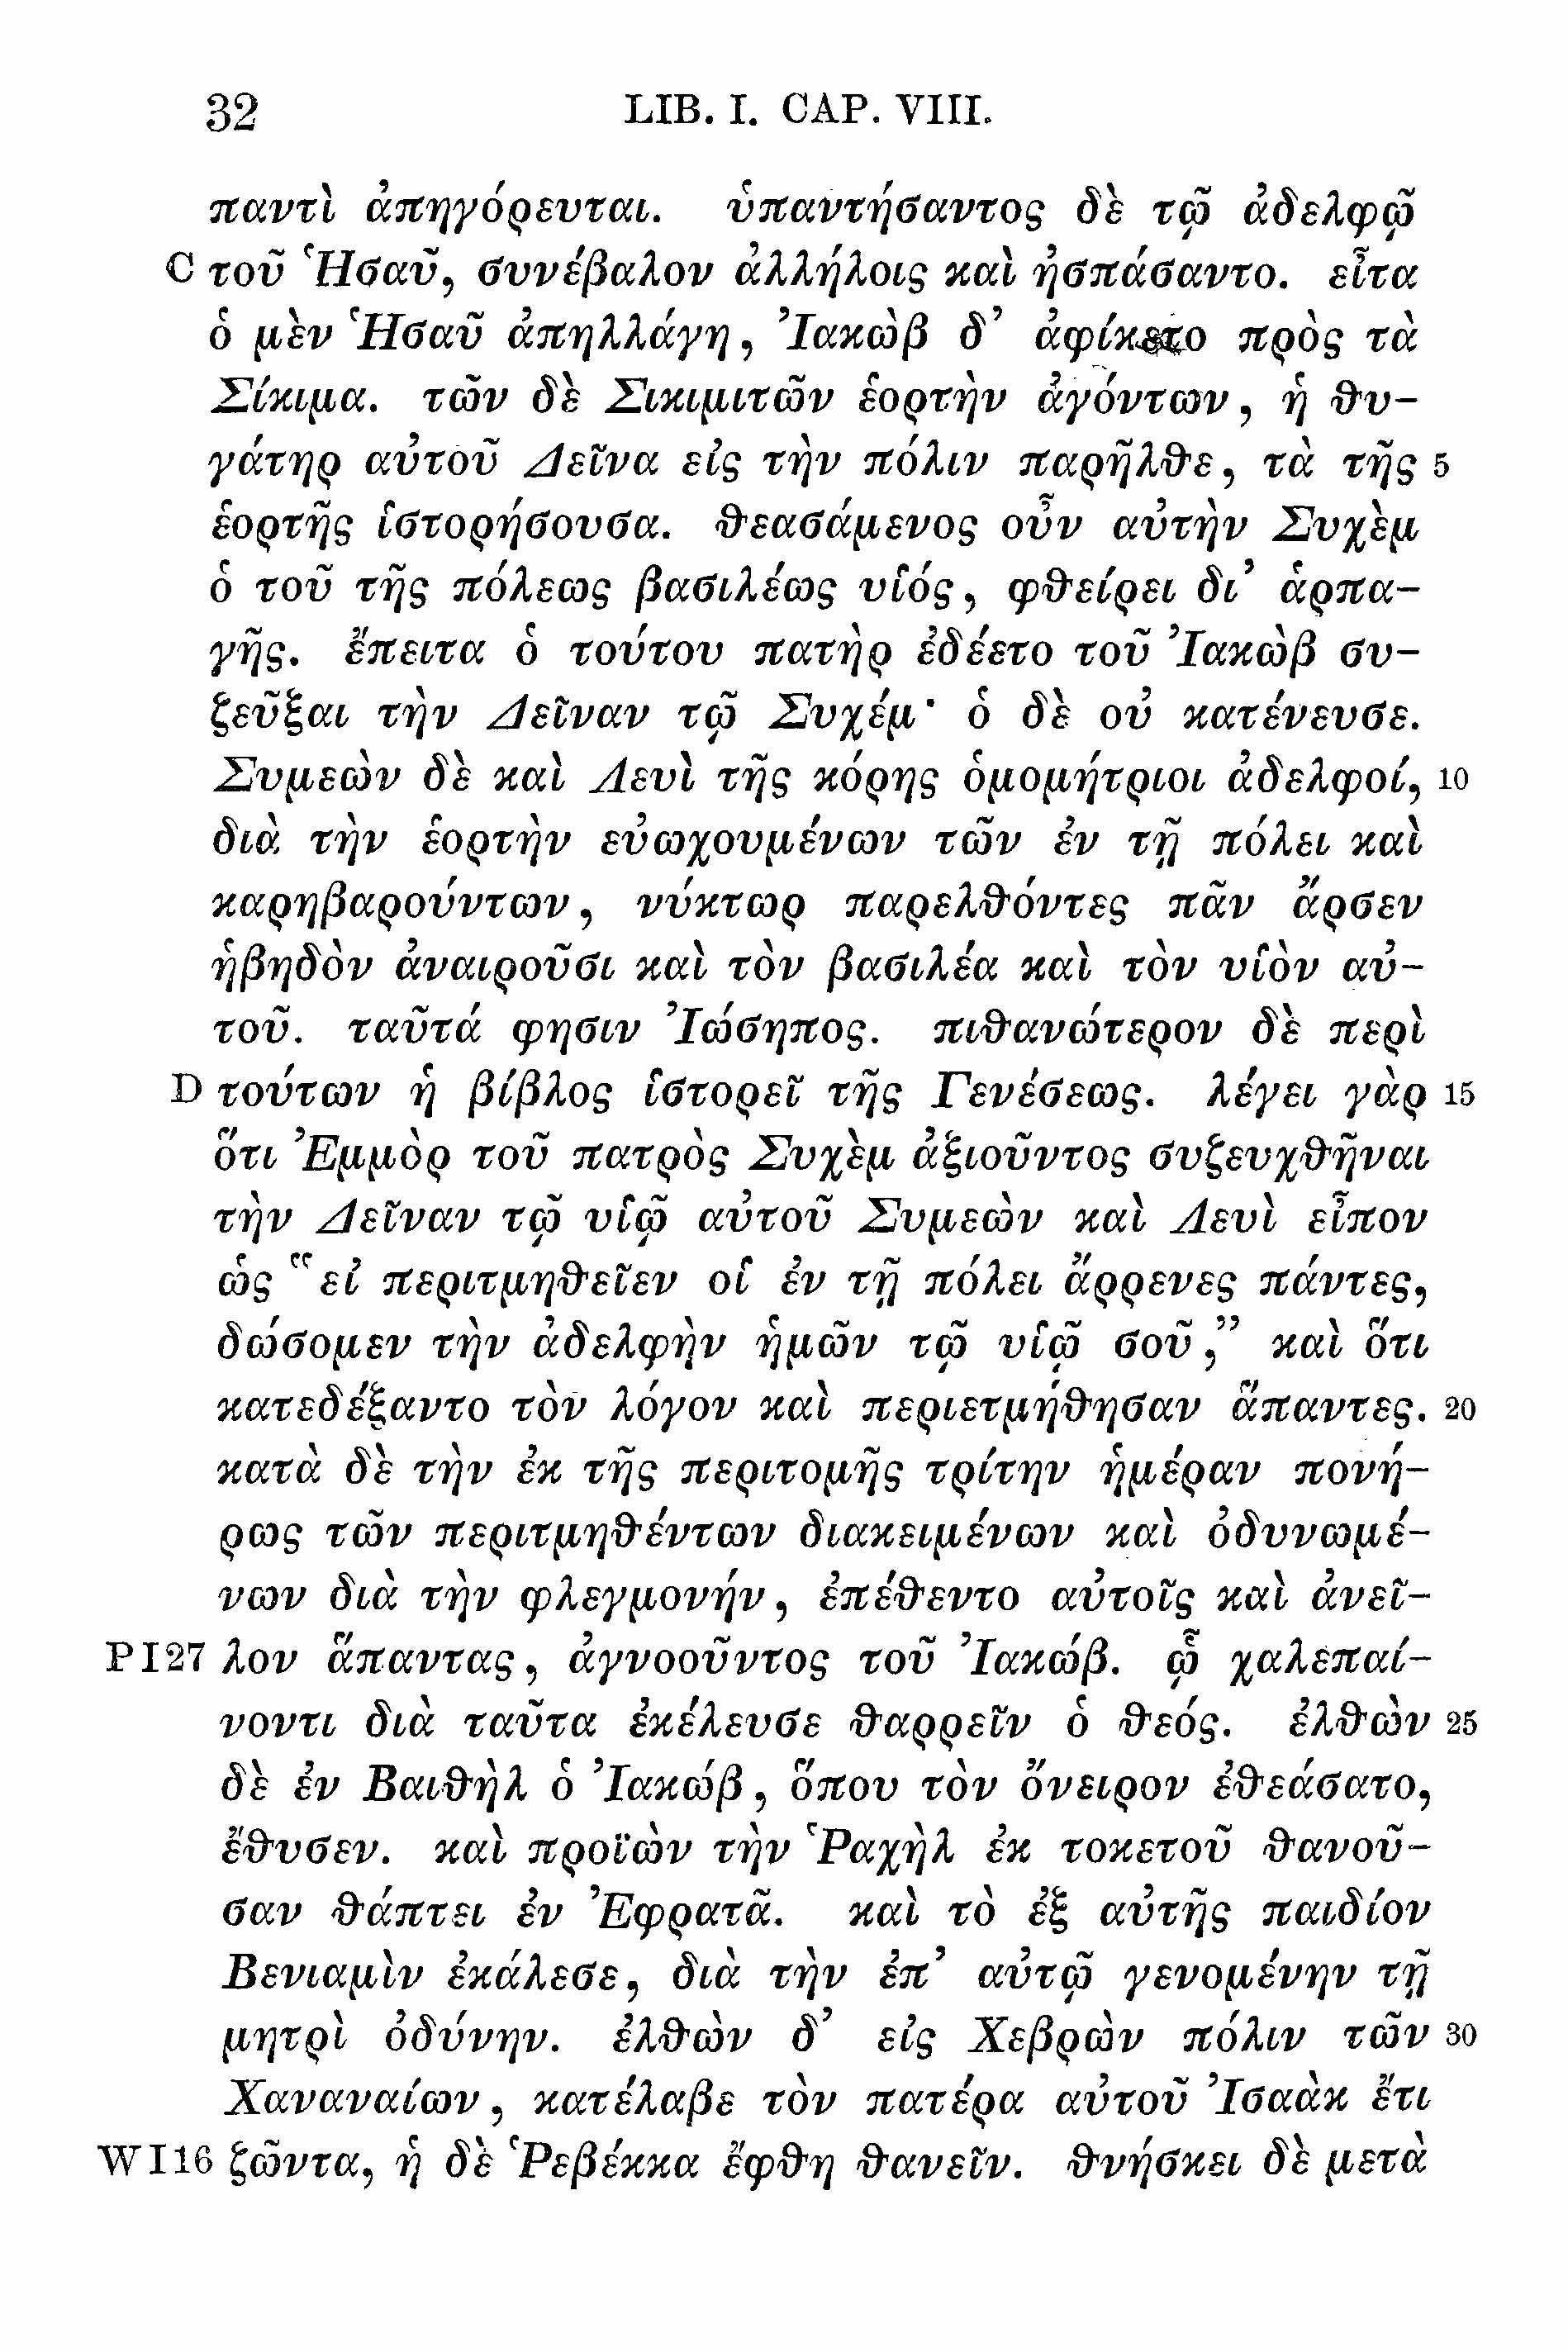 32 LIB. I. CAP. VIII.
παντὶ ἀπηγόρευται. ὑπαντήσαντος δὲ τῷ ἀδελφῷ
C τοῦ Ἡσαῦ, συνέβαλον ἀλλήλοις καὶ ἠσπάσαντο. εἶτα
ὁ μὲν Ἡσαῦ ἀπηλλάγη, Ἰακὼβ δ’ ἀφίκετο πρὸς τὰ
Σίκιμα. τῶν δὲ Σικιμιτῶν ἑορτὴν ἀγόντων, ἡ θυ-
γάτηρ αὐτοῦ Δεῖνα εἰς τὴν πόλιν παρῆλθε, τὰ τῆς 5
ἑορτῆς ἱστορήσουσα. θεασάμενος οὖν αὐτὴν Συχὲμ
ὁ τοῦ τῆς πόλεως βασιλέως υἱός, φθείρει δι’ ἁρπα-
γῆς. ἔπειτα ὁ τούτου πατὴρ ἐδέετο τοῦ Ἰακὼβ συ-
ζεῦξαι τὴν Δεῖναν τῷ Συχέμ· ὁ δὲ οὐ κατένευσε.
Συμεὼν δὲ καὶ Λευὶ τῆς κόρης ὁμομήτριοι ἀδελφοί, 10
διὰ τὴν ἑορτὴν εὐωχουμένων τῶν ἐν τῇ πόλει καὶ
καρηβαρούντων, νύκτωρ παρελθόντες πᾶν ἄρσεν
ἡβηδὸν ἀναιροῦσι καὶ τὸν βασιλέα καὶ τὸν υἱὸν αὐ-
τοῦ. ταῦτά φησιν Ἰώσηπος. πιθανώτερον δὲ περὶ
D τούτων ἡ βίβλος ἱστορεῖ τῆς Γενέσεως. λέγει γὰρ 15
ὅτι Ἐμμὸρ τοῦ πατρὸς Συχὲμ ἀξιοῦντος συζευχθῆναι
τὴν Δεῖναν τῷ υἱῷ αὐτοῦ Συμεὼν καὶ Λευὶ εἶπον
ὡς “εἰ περιτμηθεῖεν οἱ ἐν τῇ πόλει ἄρρενες πάντες,
δώσομεν τὴν ἀδελφὴν ἡμῶν τῷ υἱῷ σοῦ,” καὶ ὅτι
κατεδέξαντο τὸν λόγον καὶ περιετμήθησαν ἅπαντες. 20
κατὰ δὲ τὴν ἐκ τῆς περιτομῆς τρίτην ἡμέραν πονή-
ρως τῶν περιτμηθέντων διακειμένων καὶ ὀδυνωμέ-
νων διὰ τὴν φλεγμονήν, ἐπέθεντο αὐτοῖς καὶ ἀνεῖ-
P I 27 λον ἅπαντας, ἀγνοοῦντος τοῦ Ἰακώβ. ᾧ χαλεπαί-
νοντι διὰ ταῦτα ἐκέλευσε θαρρεῖν ὁ θεός. ἐλθὼν 25
δὲ ἐν Βαιθὴλ ὁ Ἰακώβ, ὅπου τὸν ὄνειρον ἐθεάσατο,
ἔθυσεν. καὶ προϊὼν τὴν Ῥαχὴλ ἐκ τοκετοῦ θανοῦ-
σαν θάπτει ἐν Ἐφρατᾶ. καὶ τὸ ἐξ αὐτῆς παιδίον
Βενιαμὶν ἐκάλεσε, διὰ τὴν ἐπ’ αὐτῷ γενομένην τῇ
μητρὶ ὀδύνην. ἐλθὼν δ’ εἰς Χεβρὼν πόλιν τῶν 30
Χαναναίων, κατέλαβε τὸν πατέρα αὐτοῦ Ἰσαὰκ ἔτι
W I 16 ζῶντα, ἡ δὲ Ῥεβέκκα ἔφθη θανεῖν. θνήσκει δὲ μετὰ